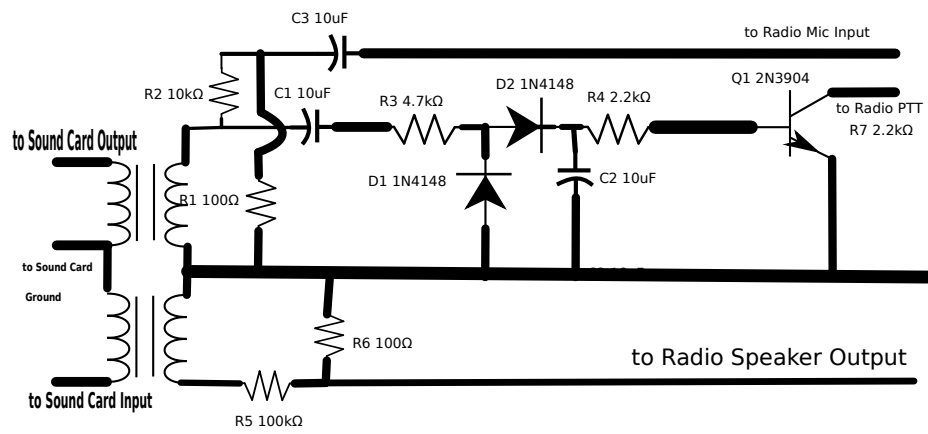 C3 10uF
to Radio Mic Input
R2 10kΩ
C1 10uF
R3 4.7kΩ
D2 1N4148
R4 2.2kΩ
Q1 2N3904
to Radio PTT
R7 2.2kΩ
to Sound Card Output
D1 1N4148
C2 10uF
R1 100Ω
to Sound Card
Ground
R6 100Ω
to Radio Speaker Output
to Sound Card Input
R5 100kΩ